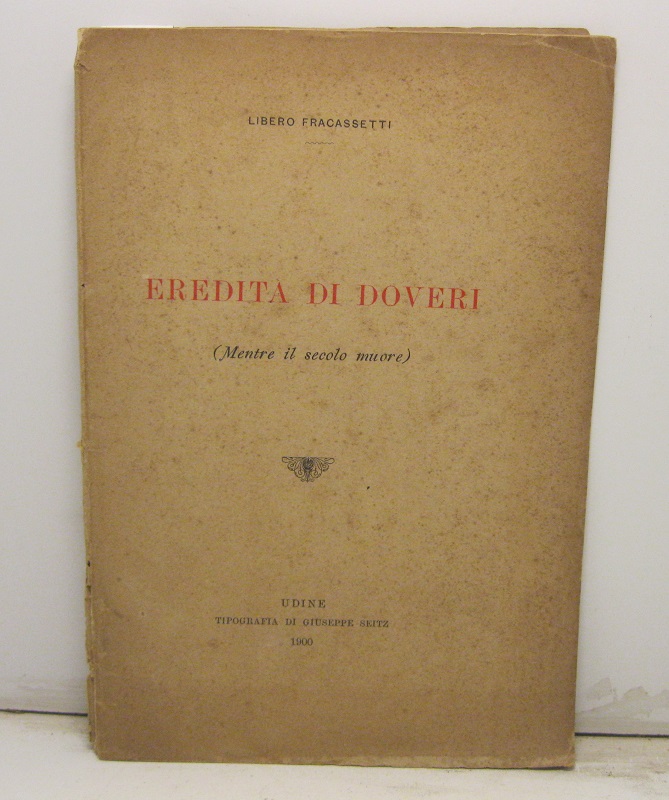 LIBERO FRACASSETTI
EREDITA DI DOVERI
(Mentre il secolo muore)
UDINE
TIPOGRAFIA DI GIUSEPPE SEITZ
1900